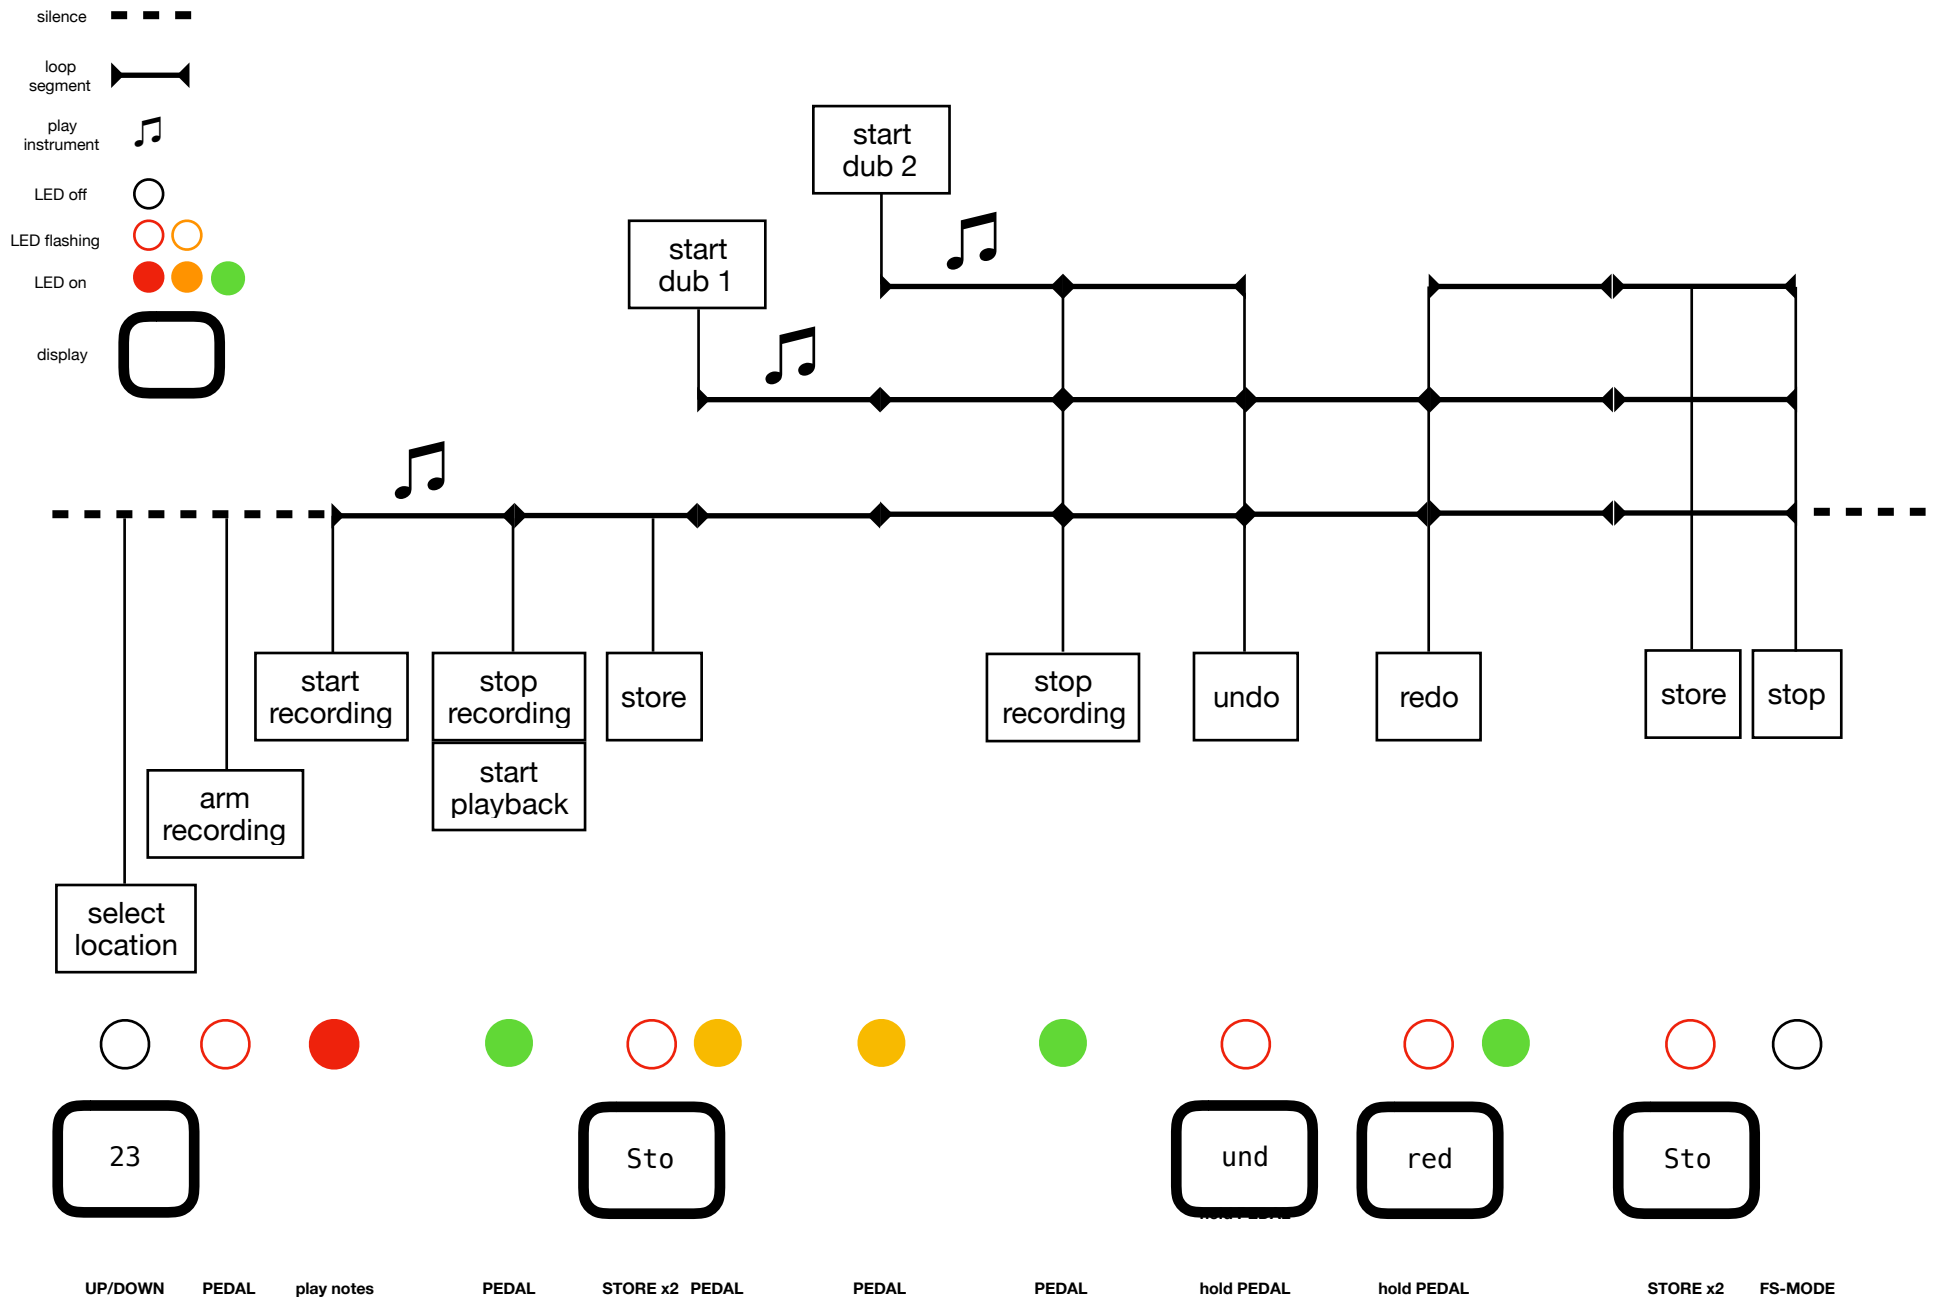 silence
loop
segment
play
instrument
LED off
LED flashing
LED on
display
start
dub 2
start
dub 1
start
recording
stop
recording
start
playback
store
stop
recording
undo
redo
store
stop
arm
recording
select
location
23
Sto
und
red
Sto
hold PEDAL
UP/DOWN
PEDAL
play notes
PEDAL
STORE x2
PEDAL
PEDAL
PEDAL
hold PEDAL
hold PEDAL
STORE x2
FS-MODE